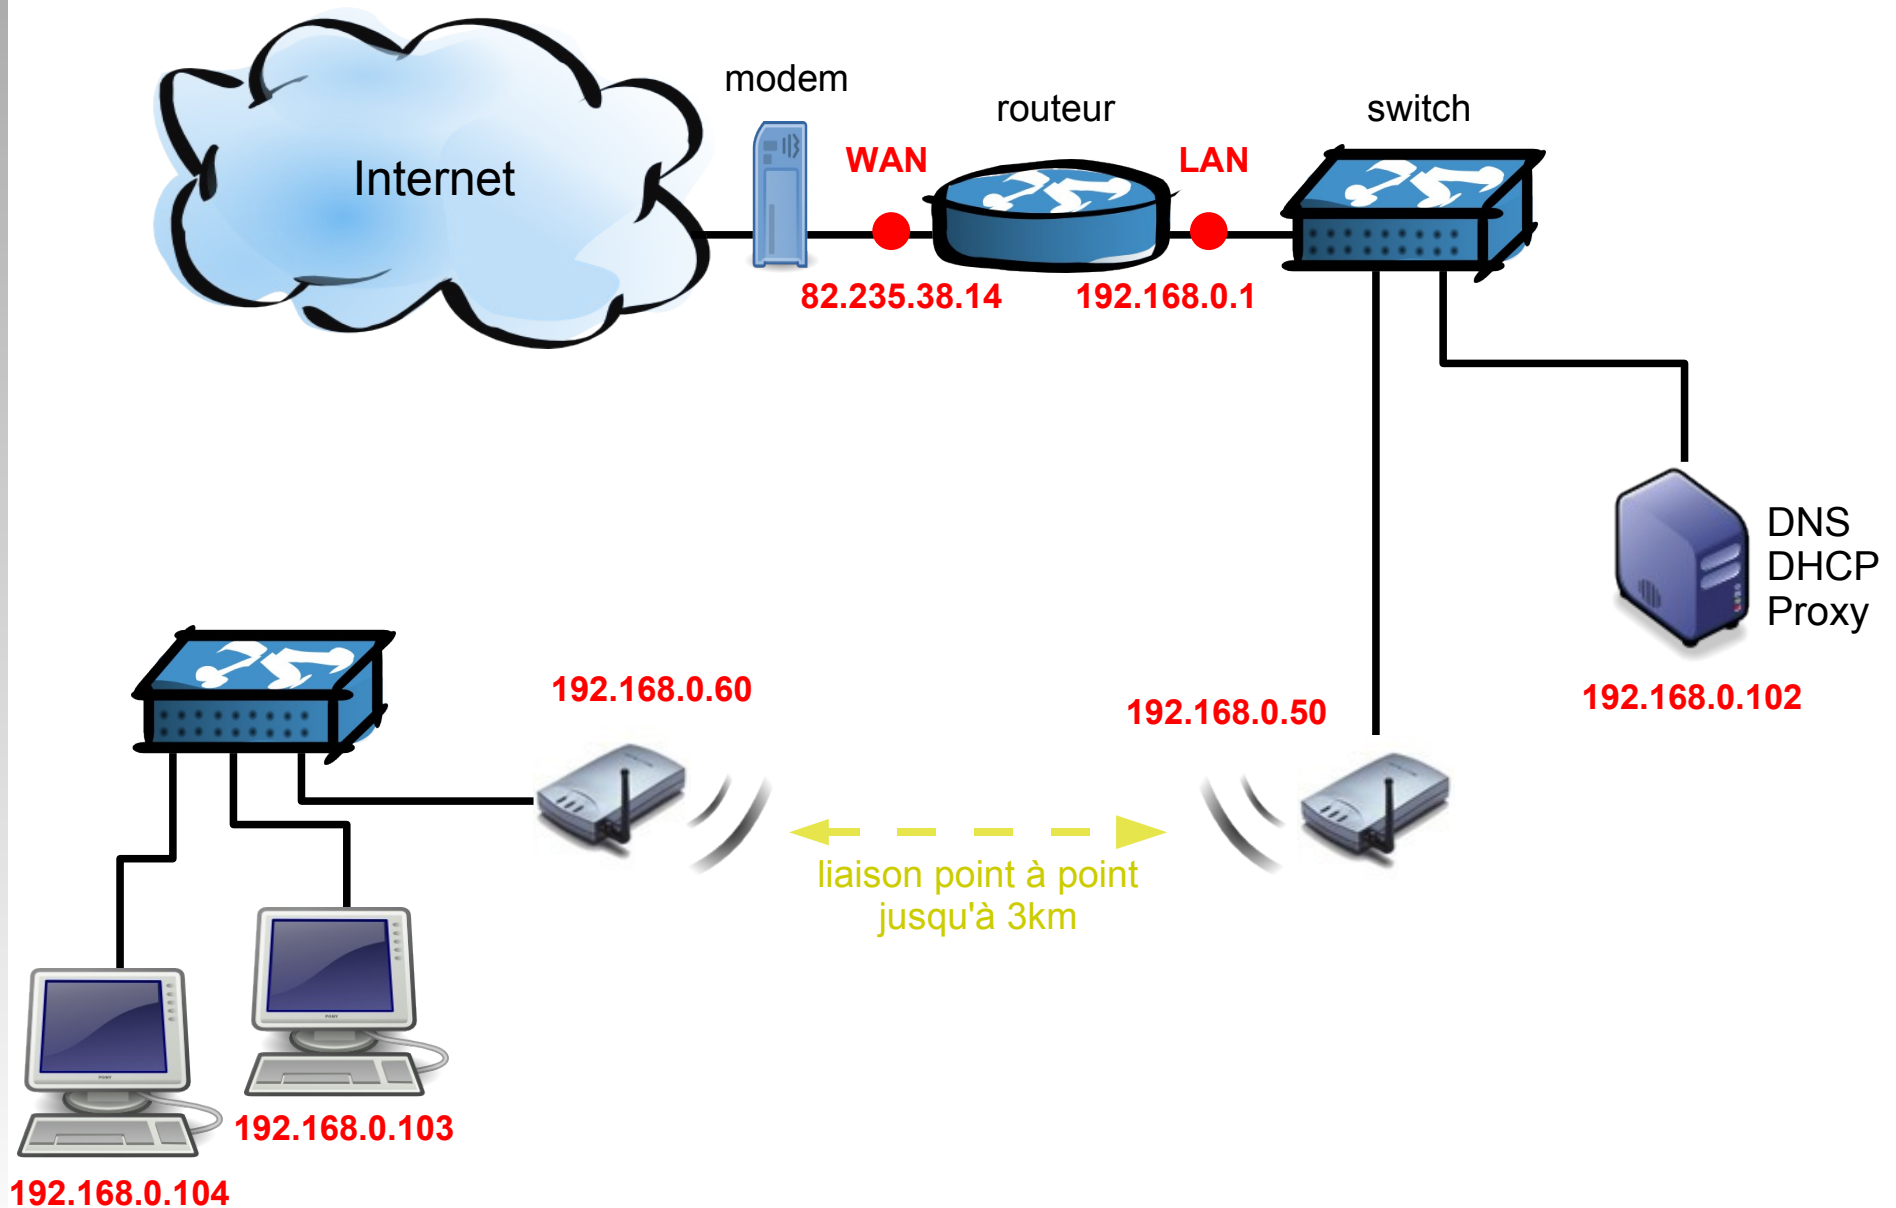 modem
routeur
switch
WAN
LAN
Internet
82.235.38.14
192.168.0.1
DNS
DHCP
Proxy
192.168.0.60
192.168.0.50
192.168.0.102
liaison point à point
jusqu'à 3km
192.168.0.103
192.168.0.104